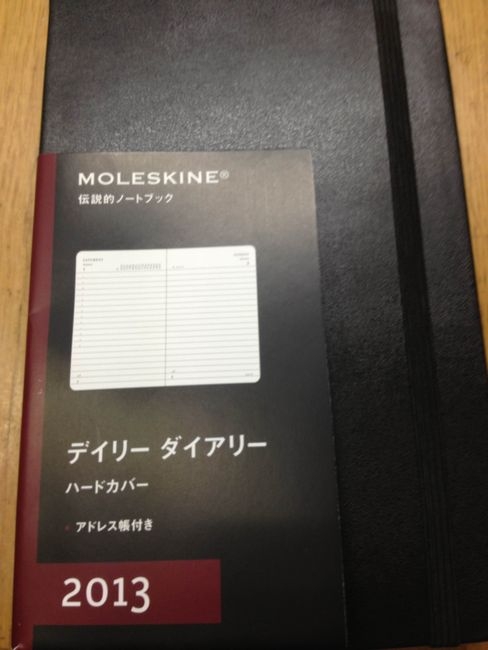 MOLESKINE®
伝説的ノートブック
デイリー ダイアリー
ハードカバー
アドレス帳付き
2013